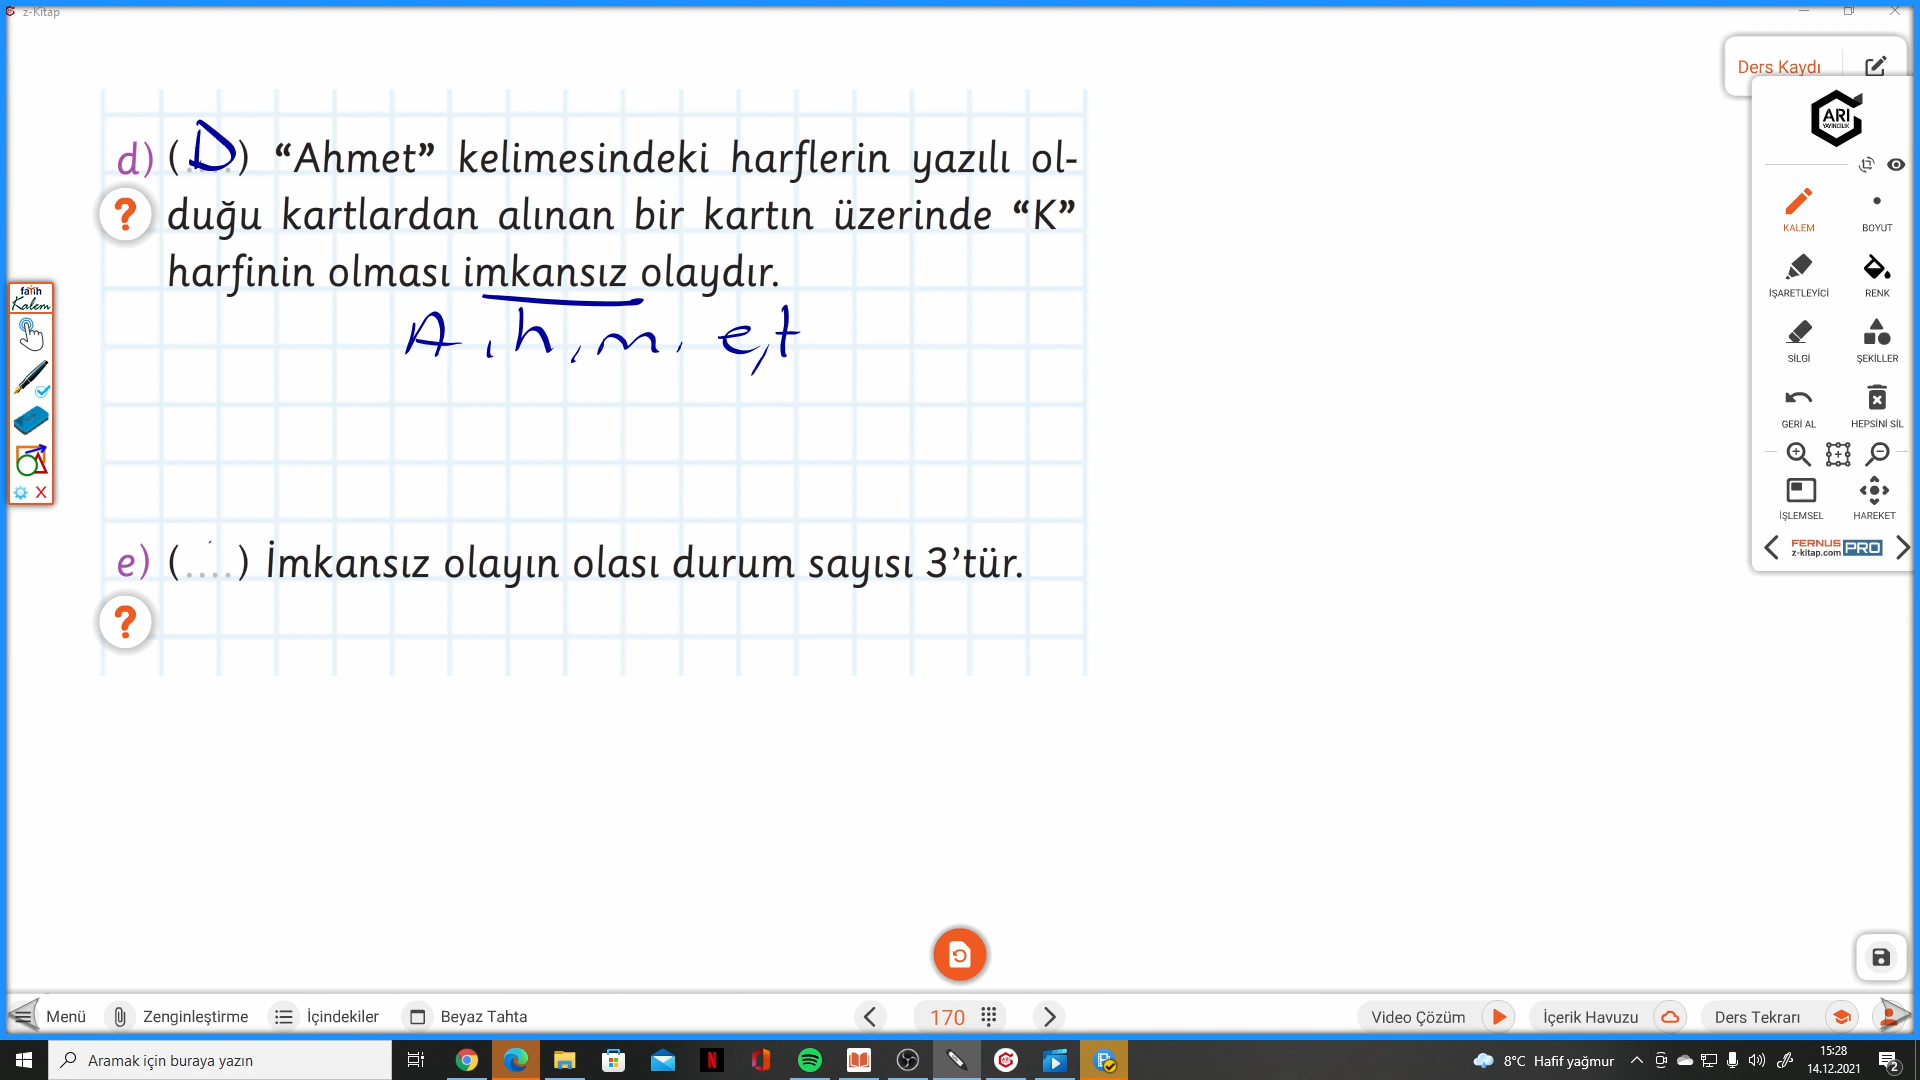 z-Kitap
Ders Kaydı
d) (D) “Ahmet” kelimesindeki harflerin yazılı ol-
duğu kartlardan alınan bir kartın üzerinde “K”
harfinin olması imkansız olaydır.
A, h, m, e, t
e) (....) İmkansız olayın olası durum sayısı 3’tür.
?
?
fatih
Kalem
X
ARI
YAYINCILIK
KALEM
BOYUT
İŞARETLEYİCİ
RENK
SİLGİ
ŞEKİLLER
GERİ AL
HEPSİNİ SİL
İŞLEMSEL
HAREKET
FERNUS
z-kitap.com PRO
Menü
Zenginleştirme
İçindekiler
Beyaz Tahta
170
Video Çözüm
İçerik Havuzu
Ders Tekrarı
Aramak için buraya yazın
8°C Hafif yağmur
15:28
14.12.2021
2